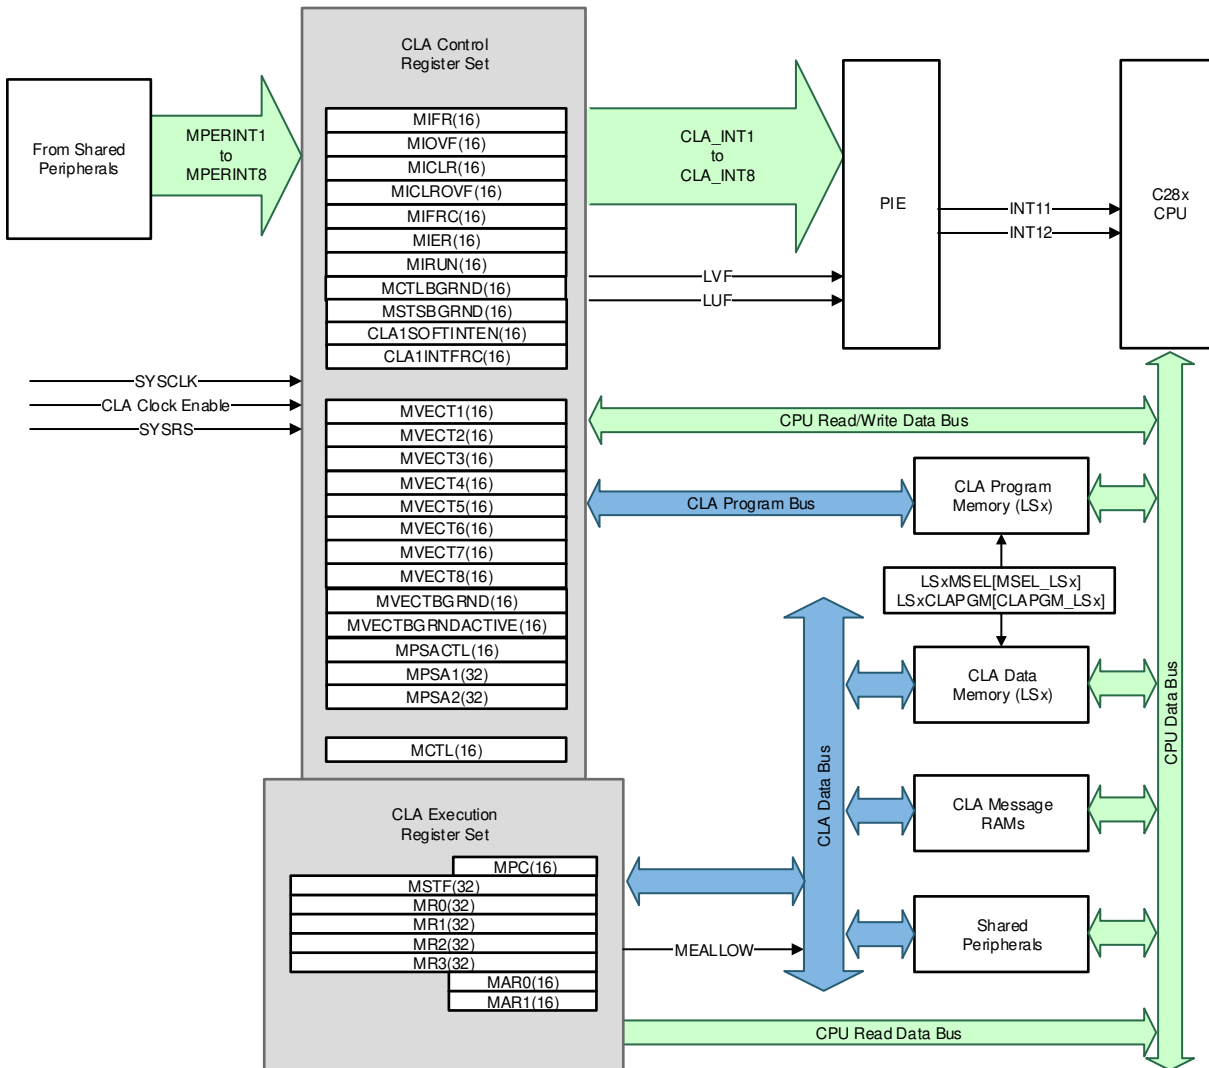 CLA Control
Register Set
From Shared
Peripherals
MPERINT1
to
MPERINT8
MIFR(16)
MIOVF(16)
MICLR(16)
MICLROVF(16)
MIFRC(16)
MIER(16)
MIRUN(16)
MCTLBGRND(16)
MSTSBGRND(16)
CLA1SOFTINTEN(16)
CLA1INTFRC(16)
CLA_INT1
to
CLA_INT8
LVF
LUF
PIE
INT11
INT12
C28x
CPU
SYSCLK
CLA Clock Enable
SYSRS
MVECT1(16)
MVECT2(16)
MVECT3(16)
MVECT4(16)
MVECT5(16)
MVECT6(16)
MVECT7(16)
MVECT8(16)
MVECTBGRND(16)
MVECTBGRNDACTIVE(16)
MPSACTL(16)
MPSA1(32)
MPSA2(32)
MCTL(16)
CPU Read/Write Data Bus
CLA Program Bus
CLA Program
Memory (LSx)
LSxMSEL[MSEL_LSx]
LSxCLAPGM[CLAPGM_LSx]
CLA Data
Memory (LSx)
CLA Data Bus
CPU Data Bus
CLA Message
RAMs
Shared
Peripherals
CLA Execution
Register Set
MPC(16)
MSTF(32)
MR0(32)
MR1(32)
MR2(32)
MR3(32)
MAR0(16)
MAR1(16)
MEALLOW
CPU Read Data Bus